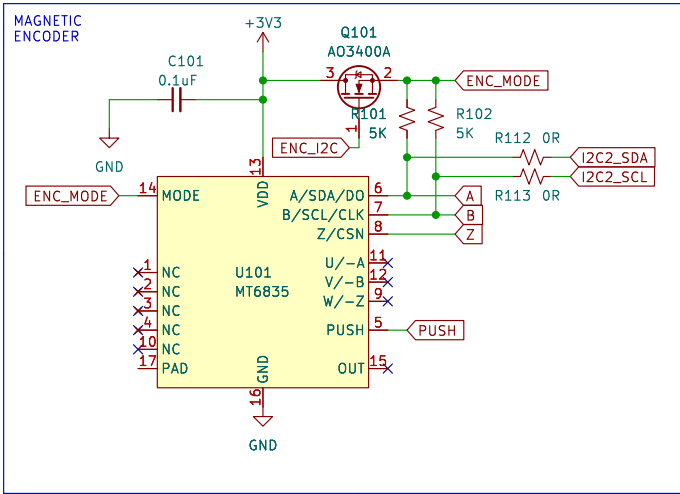 MAGNETIC
ENCODER
+3V3
Q101
AO3400A
C101
0.1uF
3
2
ENC_MODE
R101
5K
R102
5K
1
ENC_I2C
GND
R112 0R
I2C2_SDA
R113 0R
I2C2_SCL
13
VDD
ENC_MODE
14
MODE
A/SDA/DO
6
A
B/SCL/CLK
7
B
Z/CSN
8
Z
U/-A
11
V/-B
12
W/-Z
9
U101
MT6835
1
NC
2
NC
3
NC
4
NC
10
NC
17
PAD
PUSH
5
PUSH
OUT
15
GND
16
GND